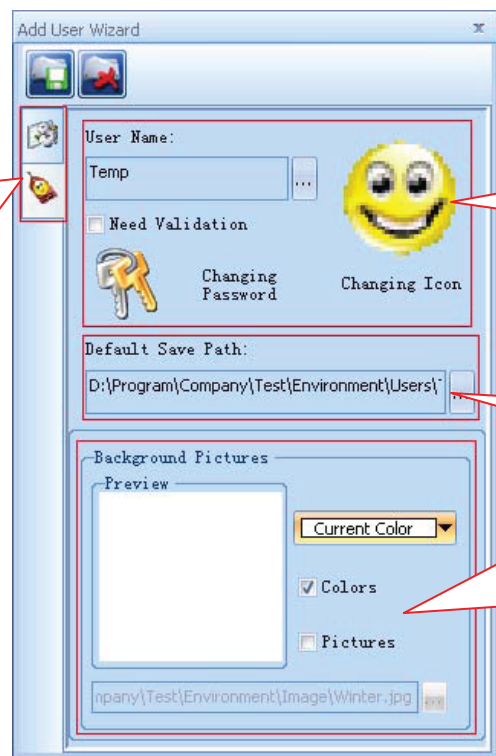 Add User Wizard
x
User Name:
Temp
...
Need Validation
Changing
Password
Changing Icon
Default Save Path:
D:\Program\Company\Test\Environment\Users\
...
Background Pictures
Preview
Current Color
Colors
Pictures
npany\Test\Environment\Image\Winter.jpg
...